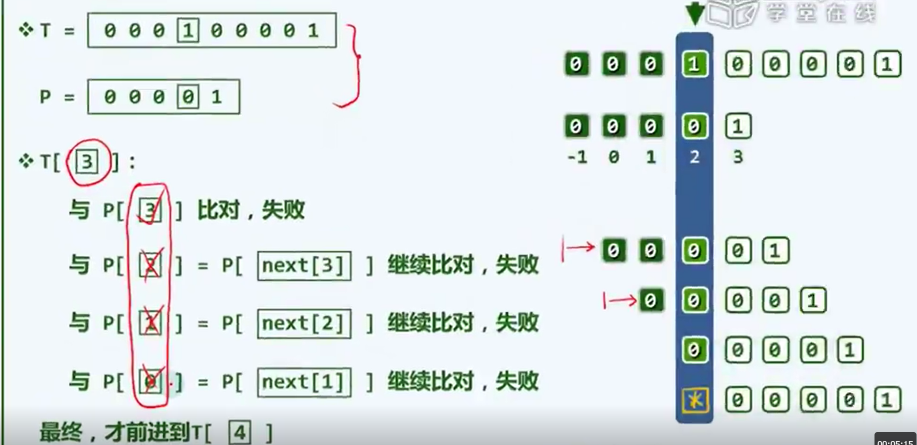 学堂在线
❖ T = 0 0 0 1 0 0 0 0 1
P = 0 0 0 0 1
❖ T[ 3 ] :
与 P[ 3 ] 比对，失败
与 P[ 2 ] = P[ next[3] ] 继续比对，失败
与 P[ 1 ] = P[ next[2] ] 继续比对，失败
与 P[ 0 ] = P[ next[1] ] 继续比对，失败
最终，才前进到T[ 4 ]
0 0 0 1 0 0 0 0 1
0 0 0 0 1
-1 0 1 2 3
0 0 0 0 1
0 0 0 0 1
0 0 0 0 1
* 0 0 0 0 1
00:05:15